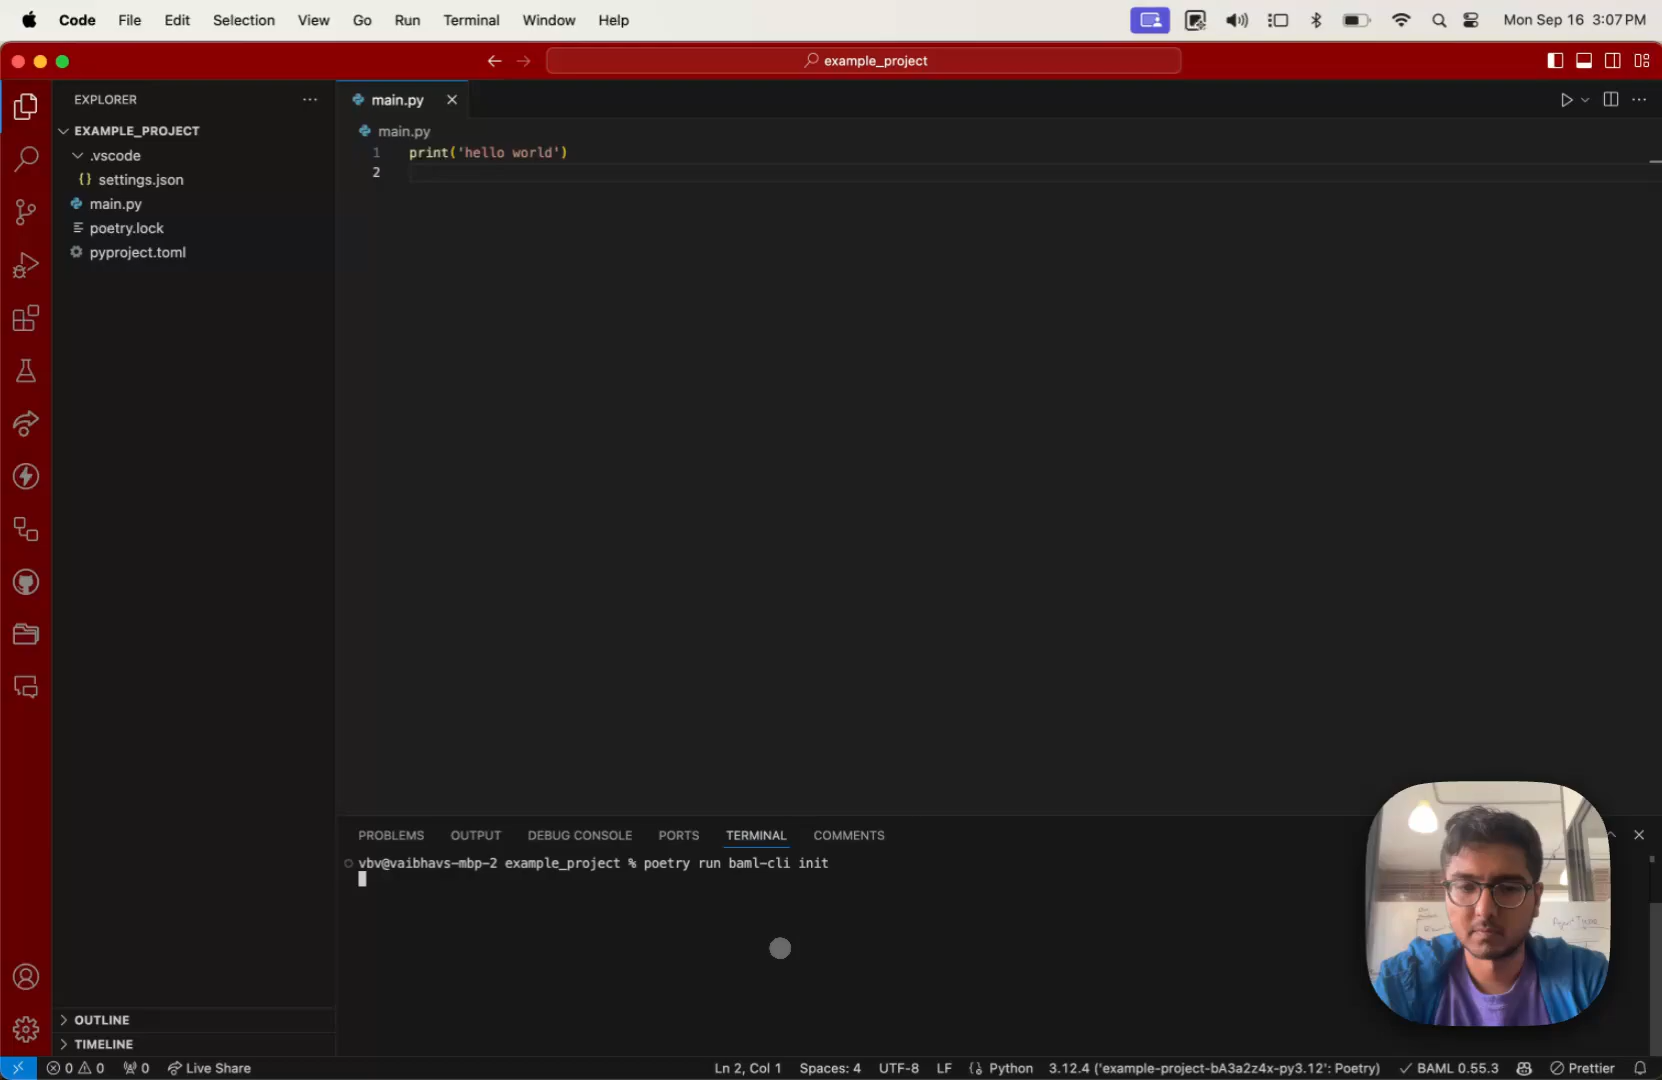 Code File Edit Selection View Go Run Terminal Window Help Mon Sep 16 3:07 PM
example_project
EXPLORER
main.py
EXAMPLE_PROJECT
main.py
.vscode
1 print('hello world')
{} settings.json
2
main.py
poetry.lock
pyproject.toml
PROBLEMS OUTPUT DEBUG CONSOLE PORTS TERMINAL COMMENTS
vbv@vaibhavs-mbp-2 example_project % poetry run baml-cli init
OUTLINE
TIMELINE
0 0 0 Live Share Ln 2, Col 1 Spaces: 4 UTF-8 LF {} Python 3.12.4 ('example-project-bA3a2z4x-py3.12': Poetry) BAML 0.55.3 Prettier